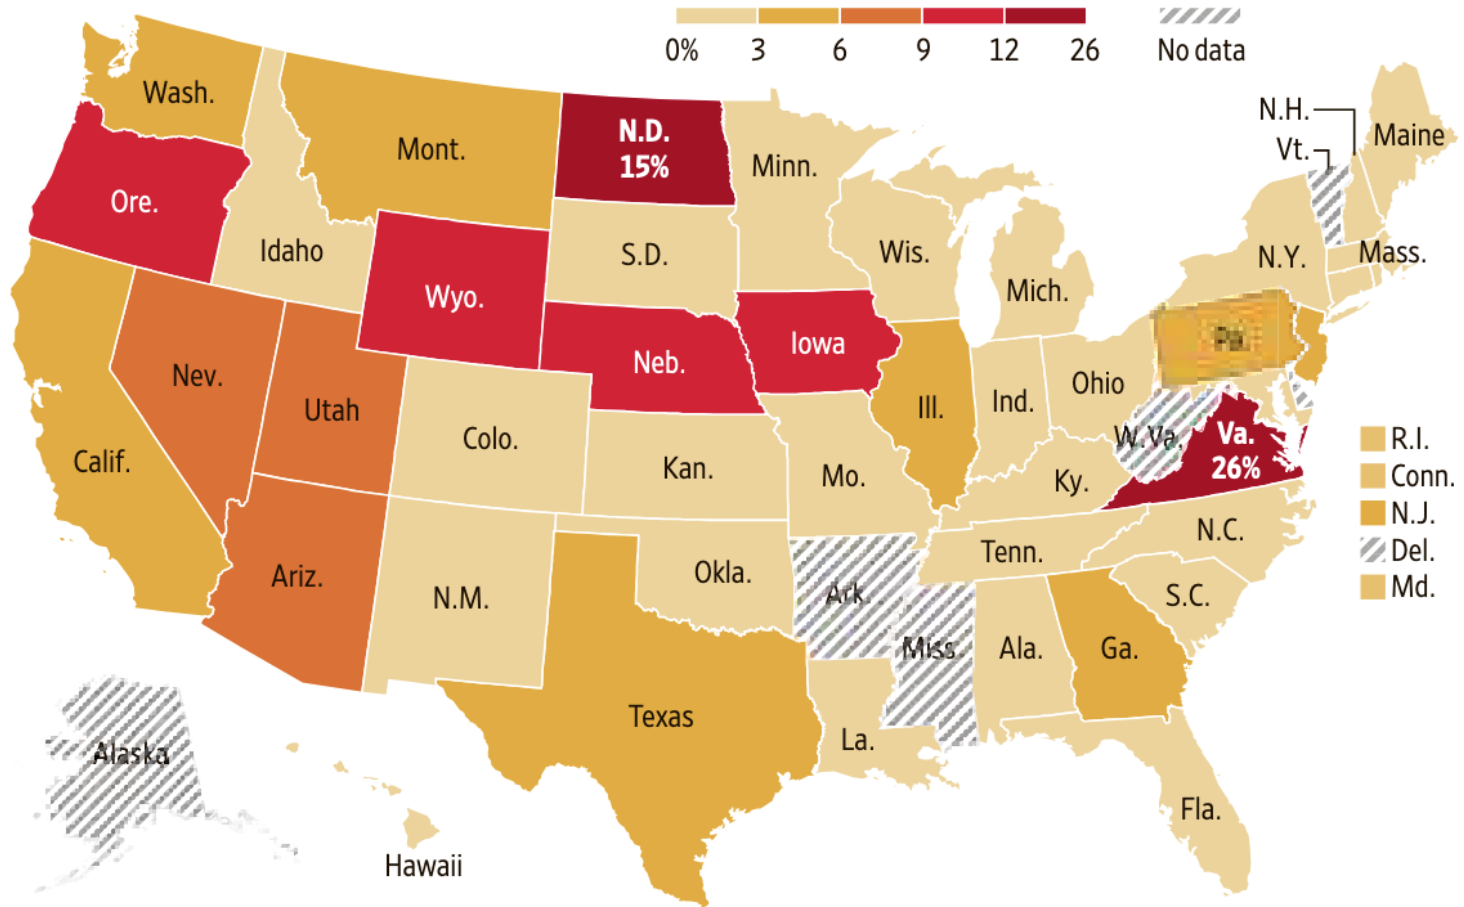 0% 3 6 9 12 26
No data
N.H.
Vt.
Maine
Wash.
Mont.
N.D.
15%
Minn.
Ore.
Idaho
S.D.
Wis.
N.Y.
Mass.
Wyo.
Mich.
Iowa
Pa.
Nev.
Utah
Neb.
Ill.
Ind.
Ohio
Calif.
Colo.
Kan.
Mo.
Ky.
W.Va.
Va.
26%
R.I.
Conn.
N.J.
Del.
Md.
Ariz.
N.M.
Okla.
Tenn.
N.C.
Ark.
S.C.
Miss.
Ala.
Ga.
Texas
La.
Alaska
Fla.
Hawaii